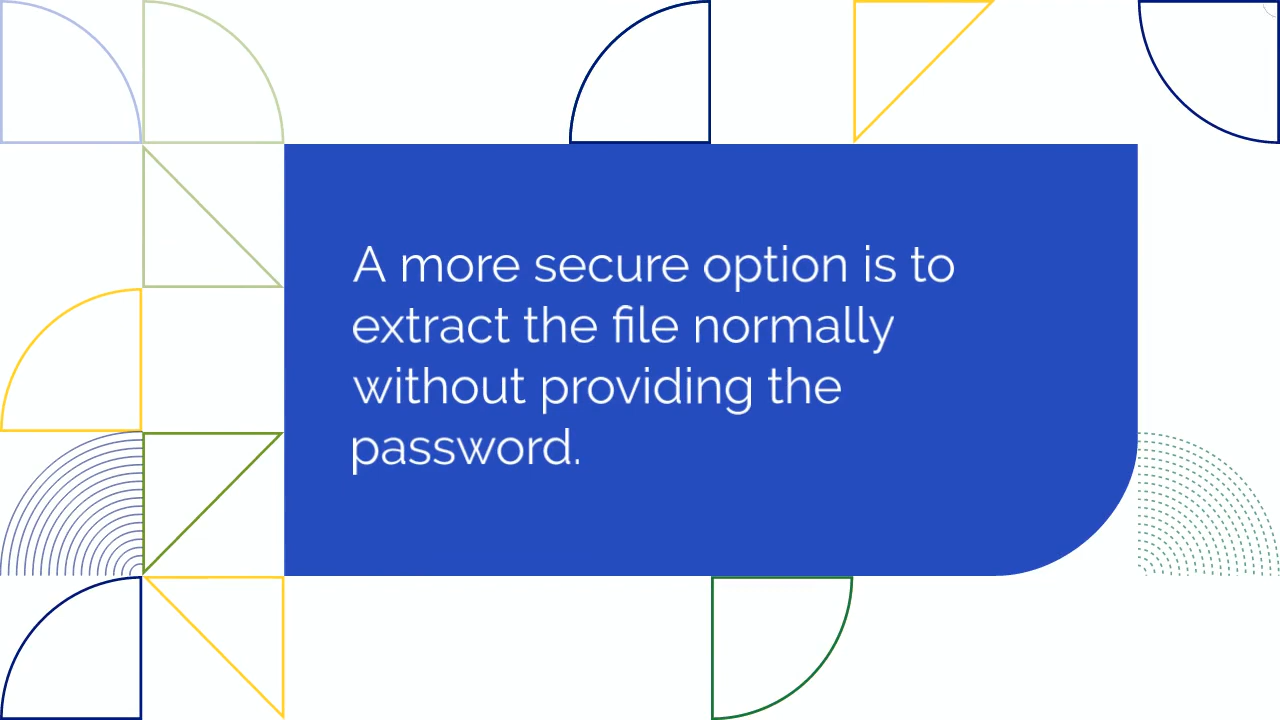 A more secure option is to
extract the file normally
without providing the
password.